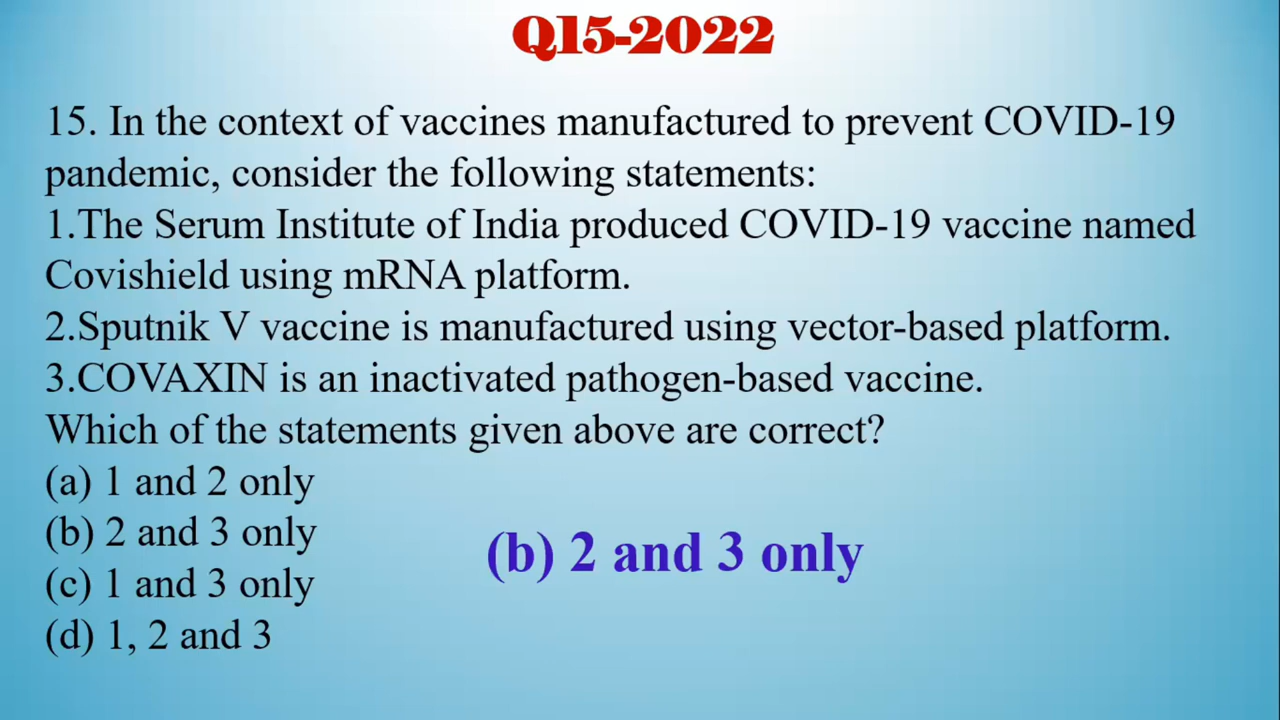 Q15-2022
15. In the context of vaccines manufactured to prevent COVID-19
pandemic, consider the following statements:
1.The Serum Institute of India produced COVID-19 vaccine named
Covishield using mRNA platform.
2.Sputnik V vaccine is manufactured using vector-based platform.
3.COVAXIN is an inactivated pathogen-based vaccine.
Which of the statements given above are correct?
(a) 1 and 2 only
(b) 2 and 3 only
(c) 1 and 3 only
(d) 1, 2 and 3
(b) 2 and 3 only